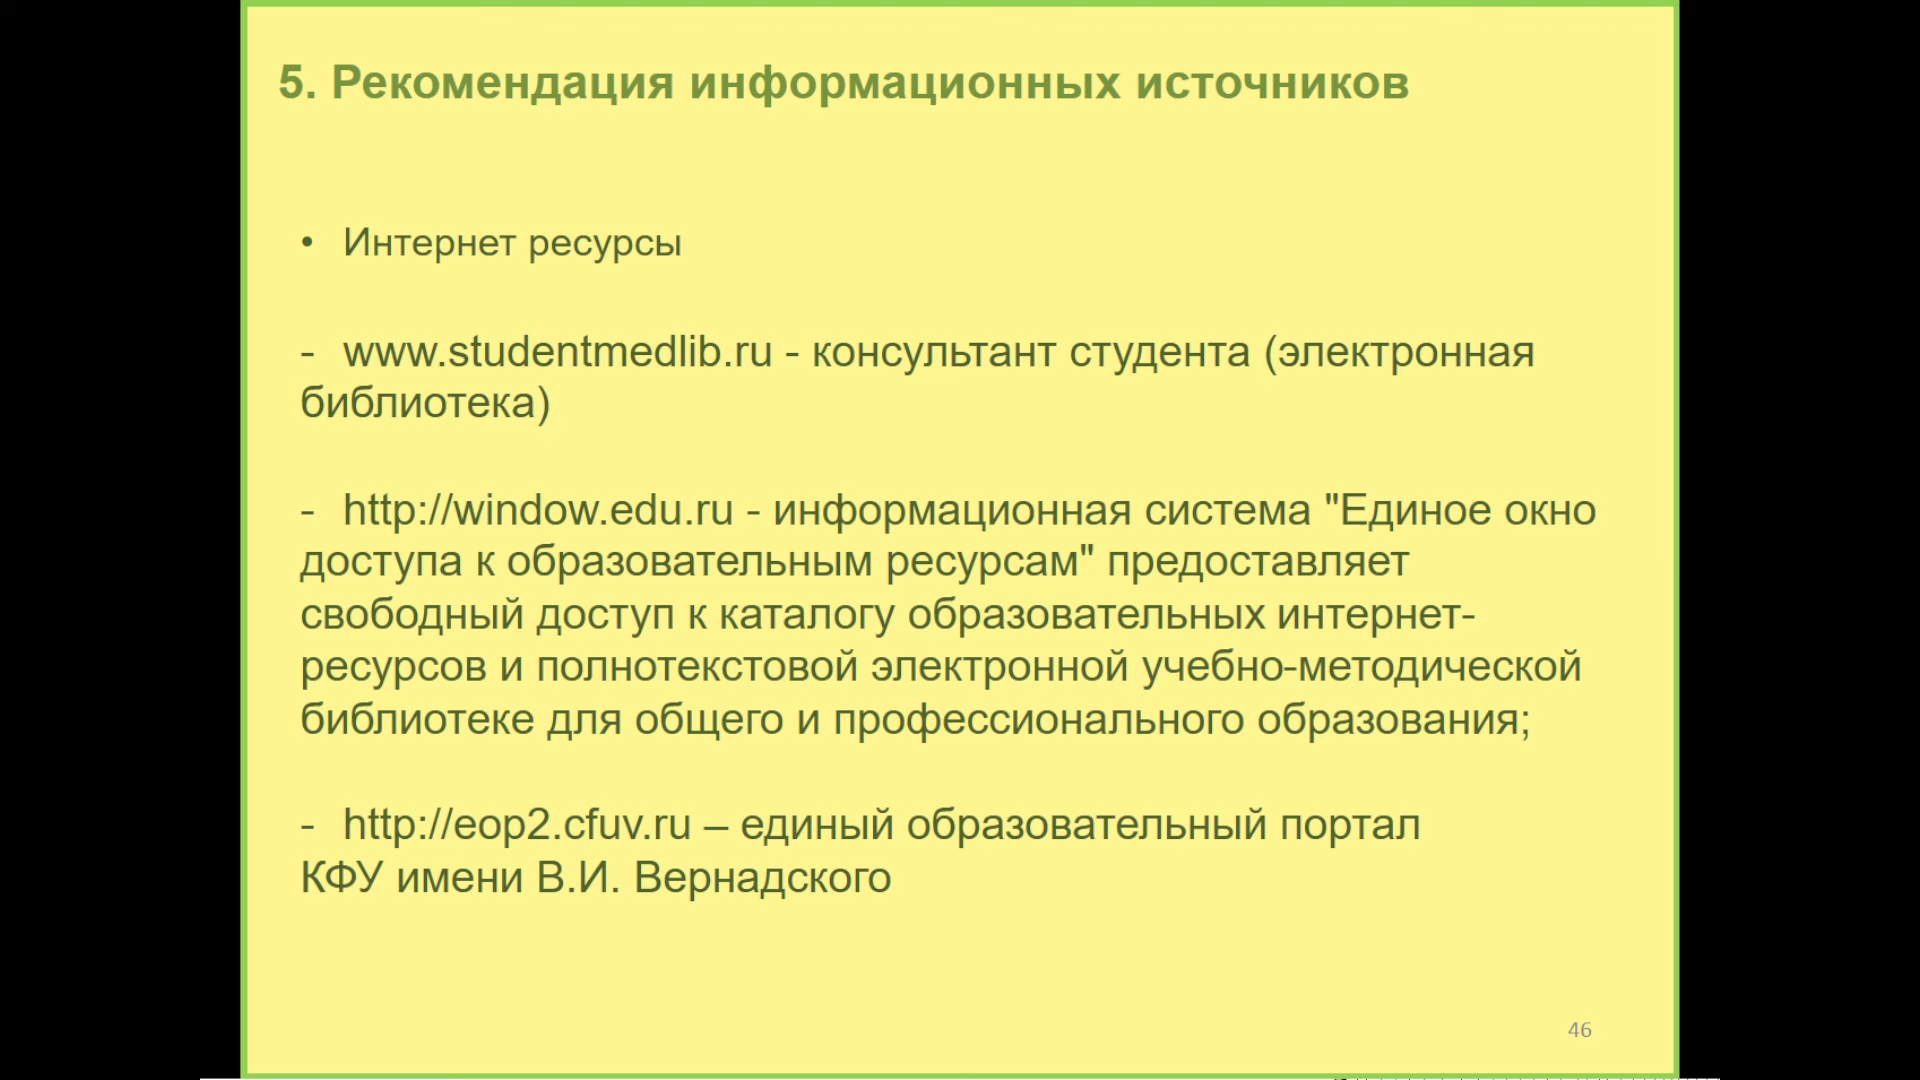 5. Рекомендация информационных источников
• Интернет ресурсы
- www.studentmedlib.ru - консультант студента (электронная
библиотека)
- http://window.edu.ru - информационная система "Единое окно
доступа к образовательным ресурсам" предоставляет
свободный доступ к каталогу образовательных интернет-
ресурсов и полнотекстовой электронной учебно-методической
библиотеке для общего и профессионального образования;
- http://eop2.cfuv.ru – единый образовательный портал
КФУ имени В.И. Вернадского
46